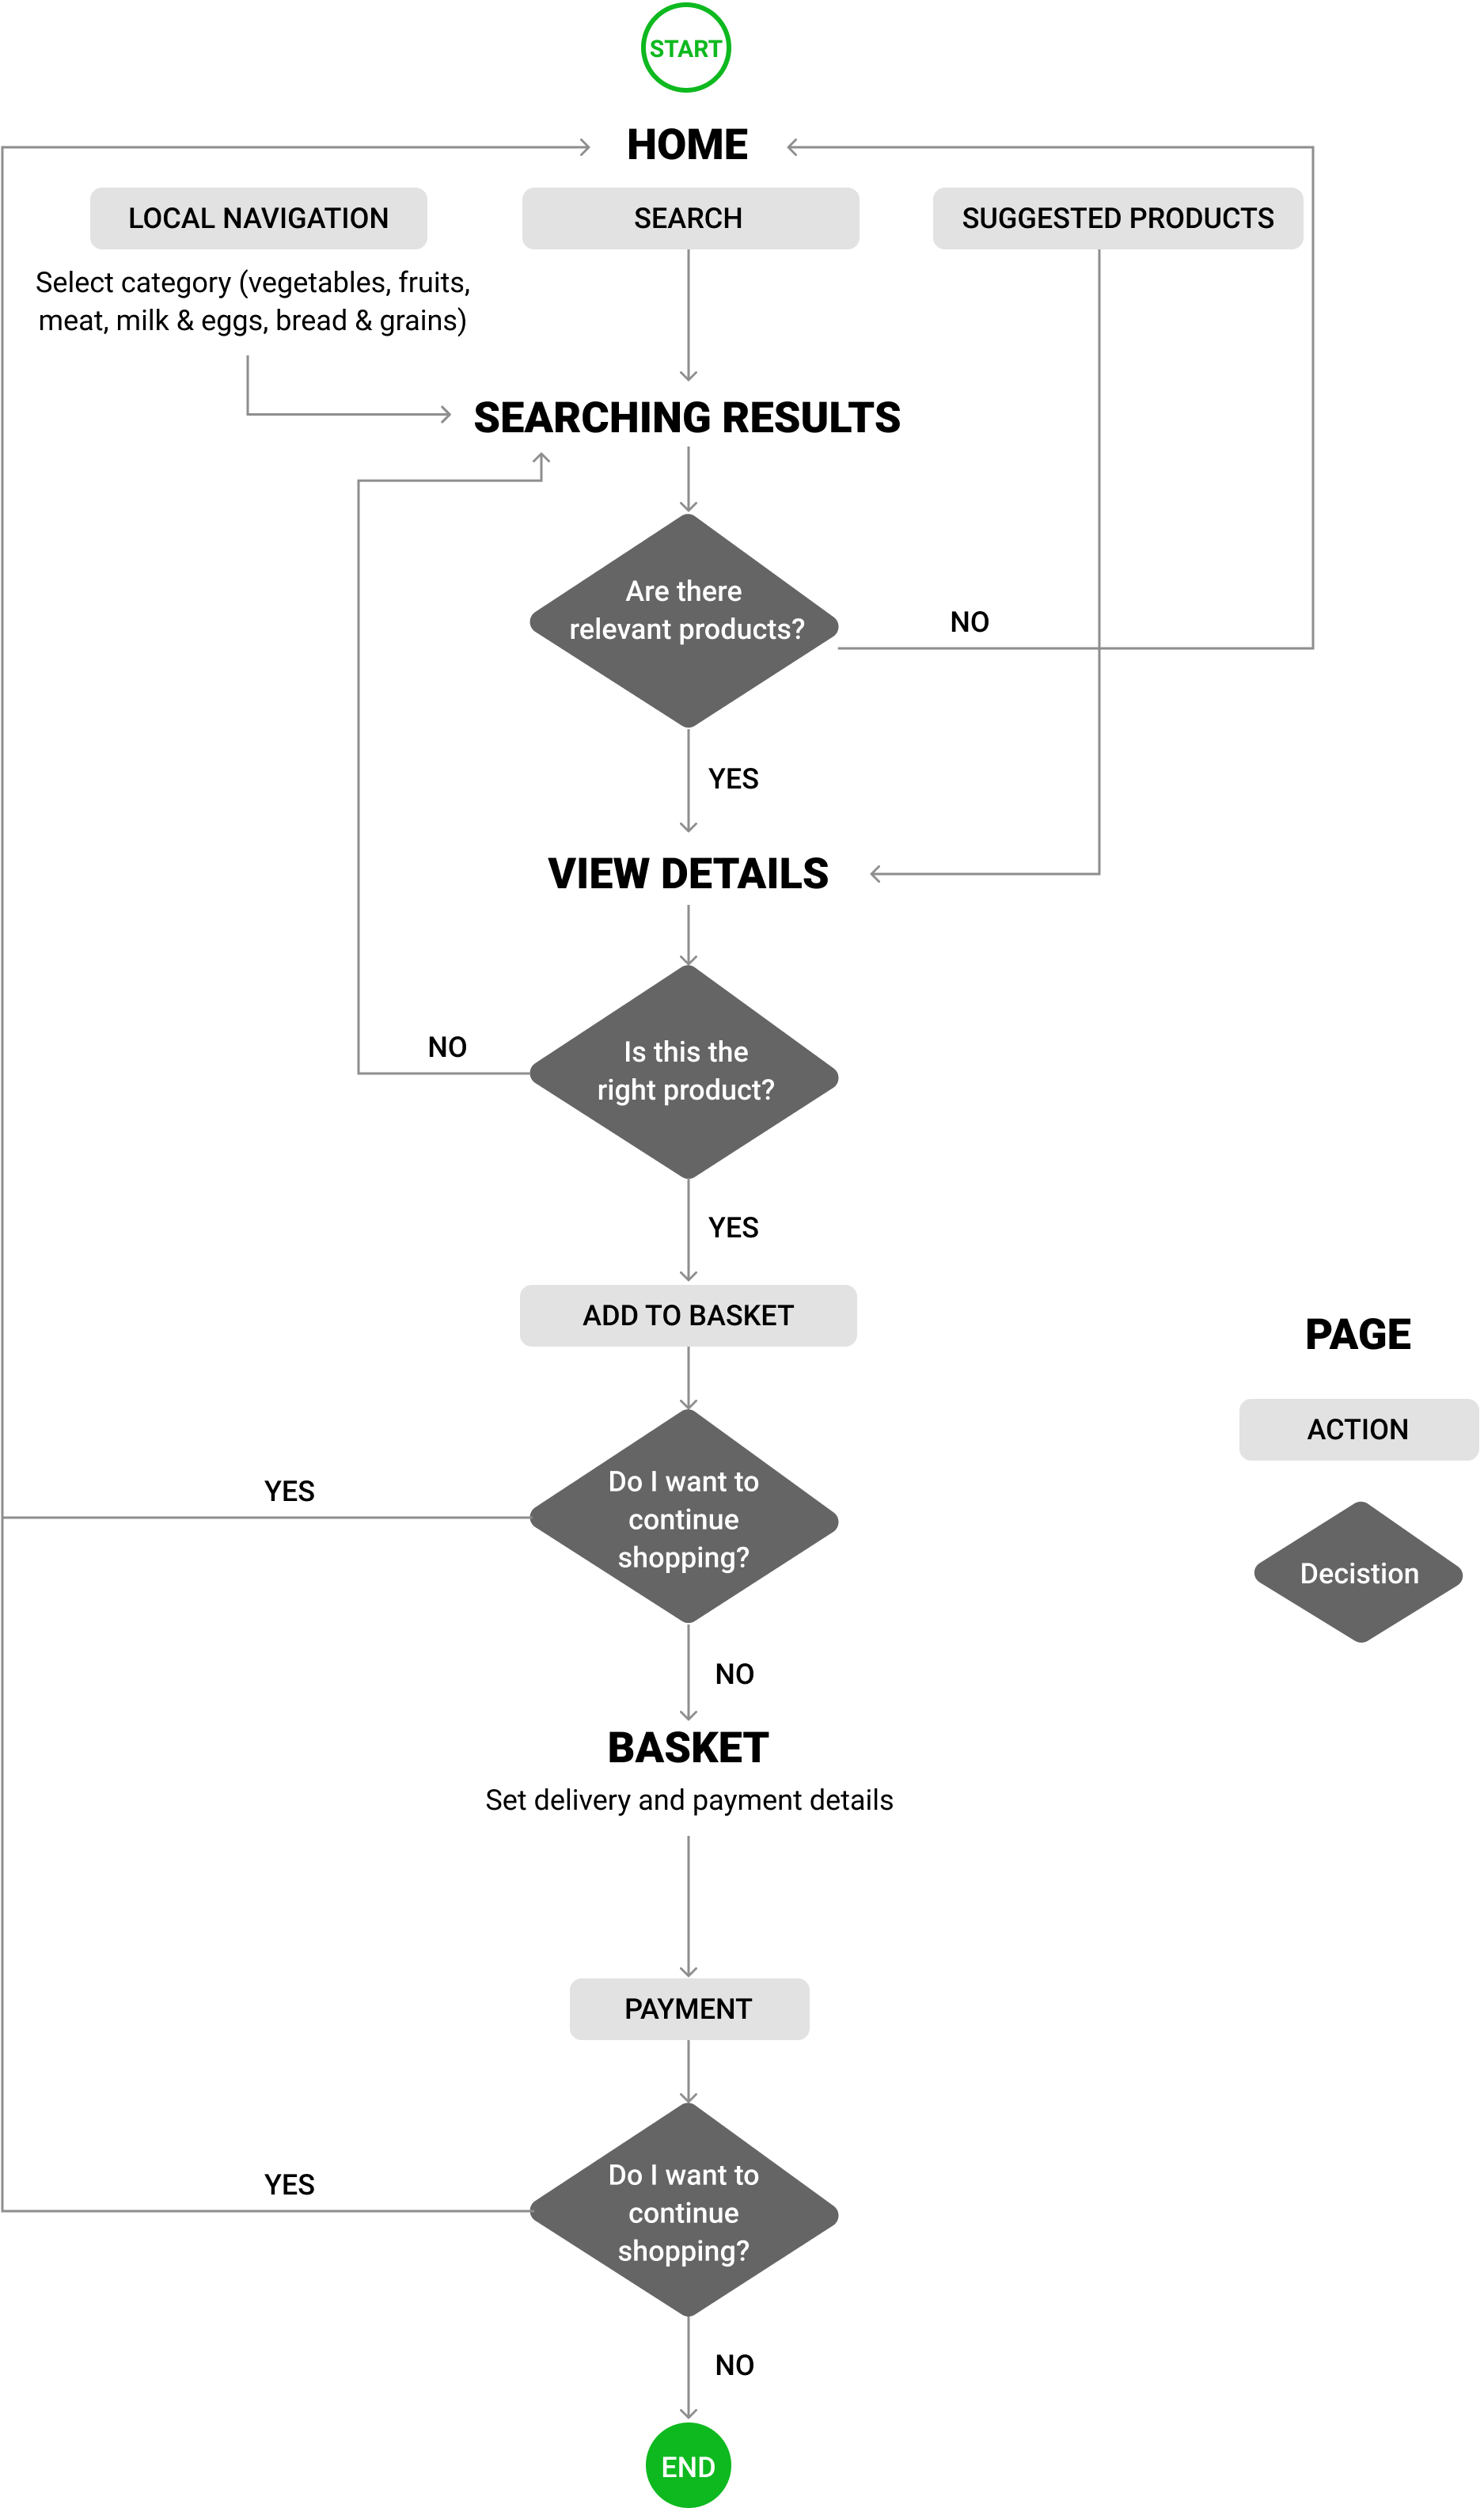 START
HOME
LOCAL NAVIGATION
SEARCH
SUGGESTED PRODUCTS
Select category (vegetables, fruits,
meat, milk & eggs, bread & grains)
SEARCHING RESULTS
Are there
relevant products?
NO
YES
VIEW DETAILS
Is this the
right product?
NO
YES
ADD TO BASKET
Do I want to
continue
shopping?
YES
NO
BASKET
Set delivery and payment details
PAYMENT
Do I want to
continue
shopping?
YES
NO
END
PAGE
ACTION
Decistion